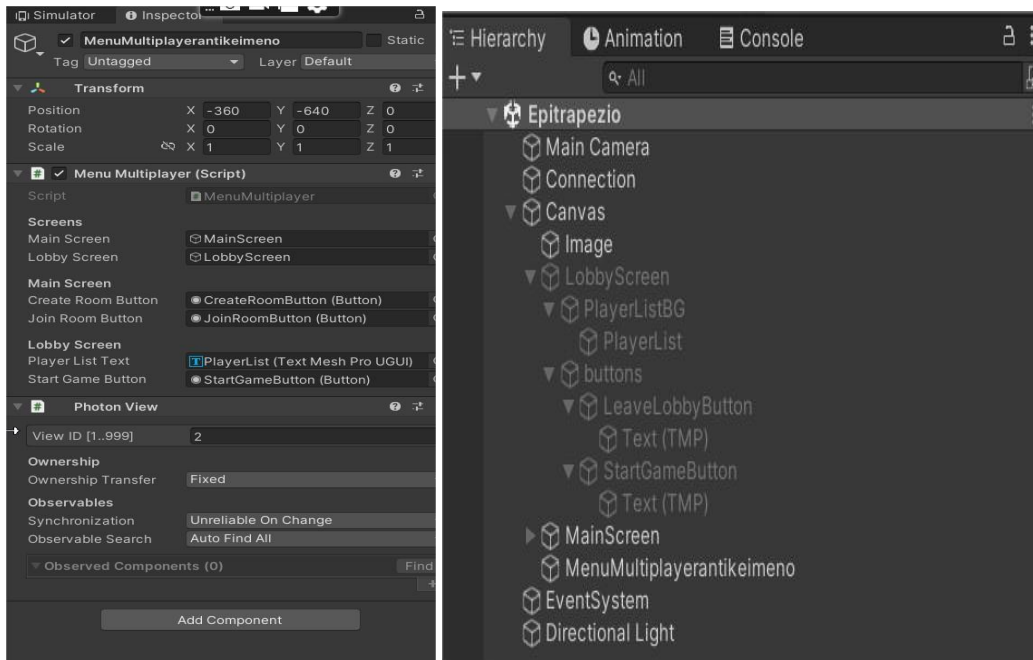 Simulator
Inspector
MenuMultiplayerantikeimeno
Static
Tag Untagged Layer Default
Transform
Position X -360 Y -640 Z 0
Rotation X 0 Y 0 Z 0
Scale X 1 Y 1 Z 1
# Menu Multiplayer (Script)
Script # MenuMultiplayer
Screens
Main Screen MainScreen
Lobby Screen LobbyScreen
Main Screen
Create Room Button CreateRoomButton (Button)
Join Room Button JoinRoomButton (Button)
Lobby Screen
Player List Text PlayerList (Text Mesh Pro UGUI)
Start Game Button StartGameButton (Button)
# Photon View
View ID [1..999] 2
Ownership
Ownership Transfer Fixed
Observables
Synchronization Unreliable On Change
Observable Search Auto Find All
Observed Components (0) Find
Add Component
Hierarchy Animation Console
All
Epitrapezio
Main Camera
Connection
Canvas
Image
LobbyScreen
PlayerListBG
PlayerList
buttons
LeaveLobbyButton
Text (TMP)
StartGameButton
Text (TMP)
MainScreen
MenuMultiplayerantikeimeno
EventSystem
Directional Light